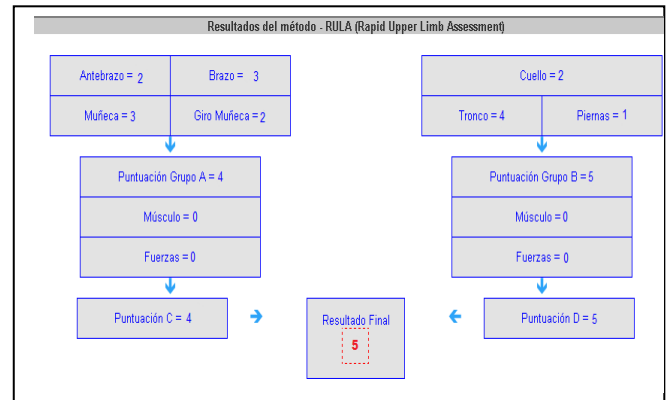 Resultados del método - RULA (Rapid Upper Limb Assessment)
Antebrazo = 2
Brazo = 3
Muñeca = 3
Giro Muñeca = 2
Puntuación Grupo A = 4
Músculo = 0
Fuerzas = 0
Puntuación C = 4
Cuello = 2
Tronco = 4
Piernas = 1
Puntuación Grupo B = 5
Músculo = 0
Fuerzas = 0
Puntuación D = 5
Resultado Final
5